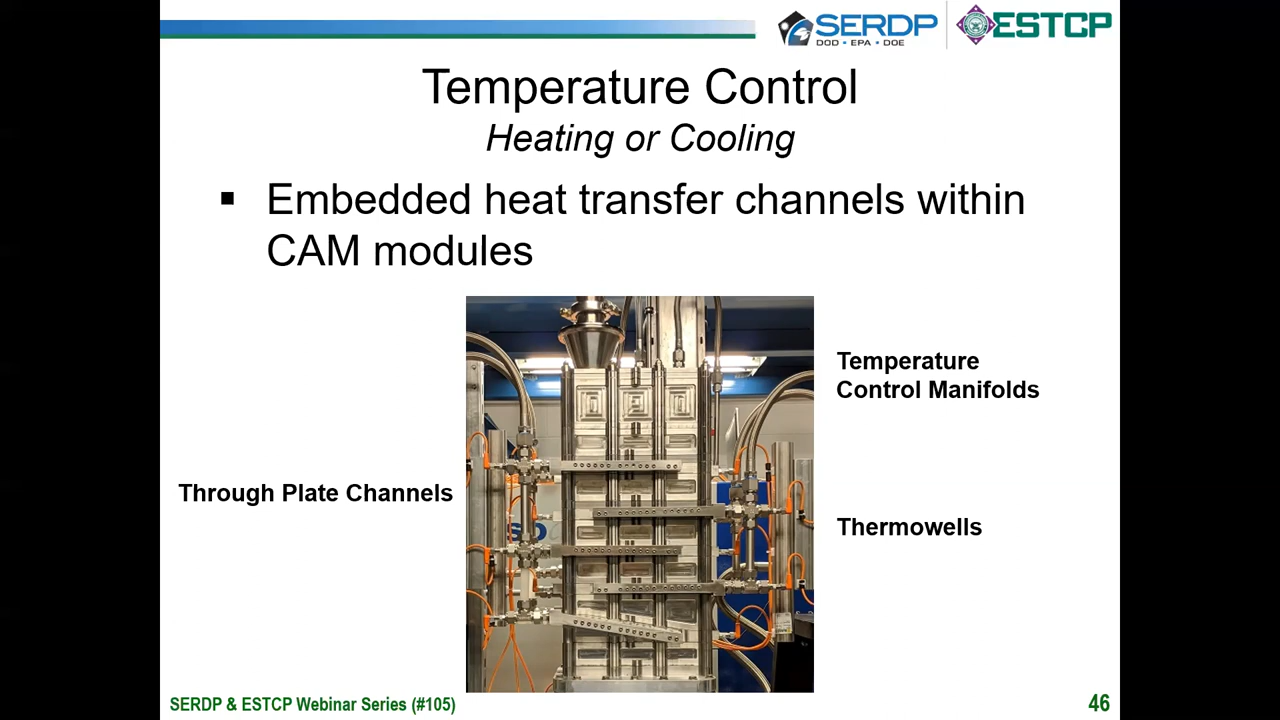 SERDP
DOD • EPA • DOE
ESTCP
Temperature Control
Heating or Cooling
▪ Embedded heat transfer channels within
CAM modules
Temperature
Control Manifolds
Through Plate Channels
Thermowells
SERDP & ESTCP Webinar Series (#105)
46